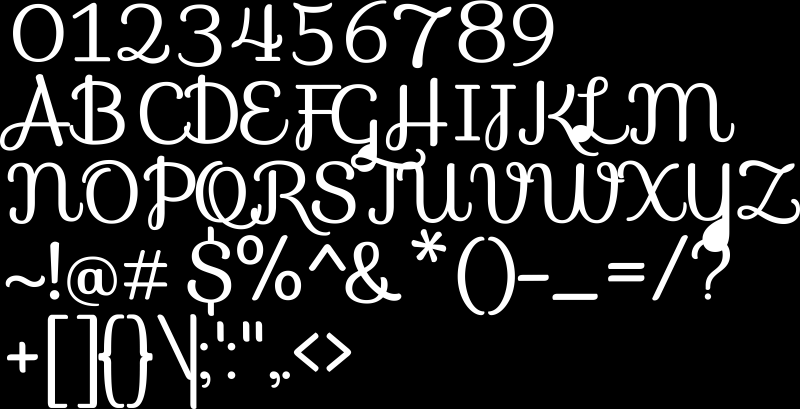 0123456789
ABCDEFGHIJKLM
NOPQRSTUVWXYZ
~!@# $%^& *()-_=/?
+[]{}\|;':",.<>